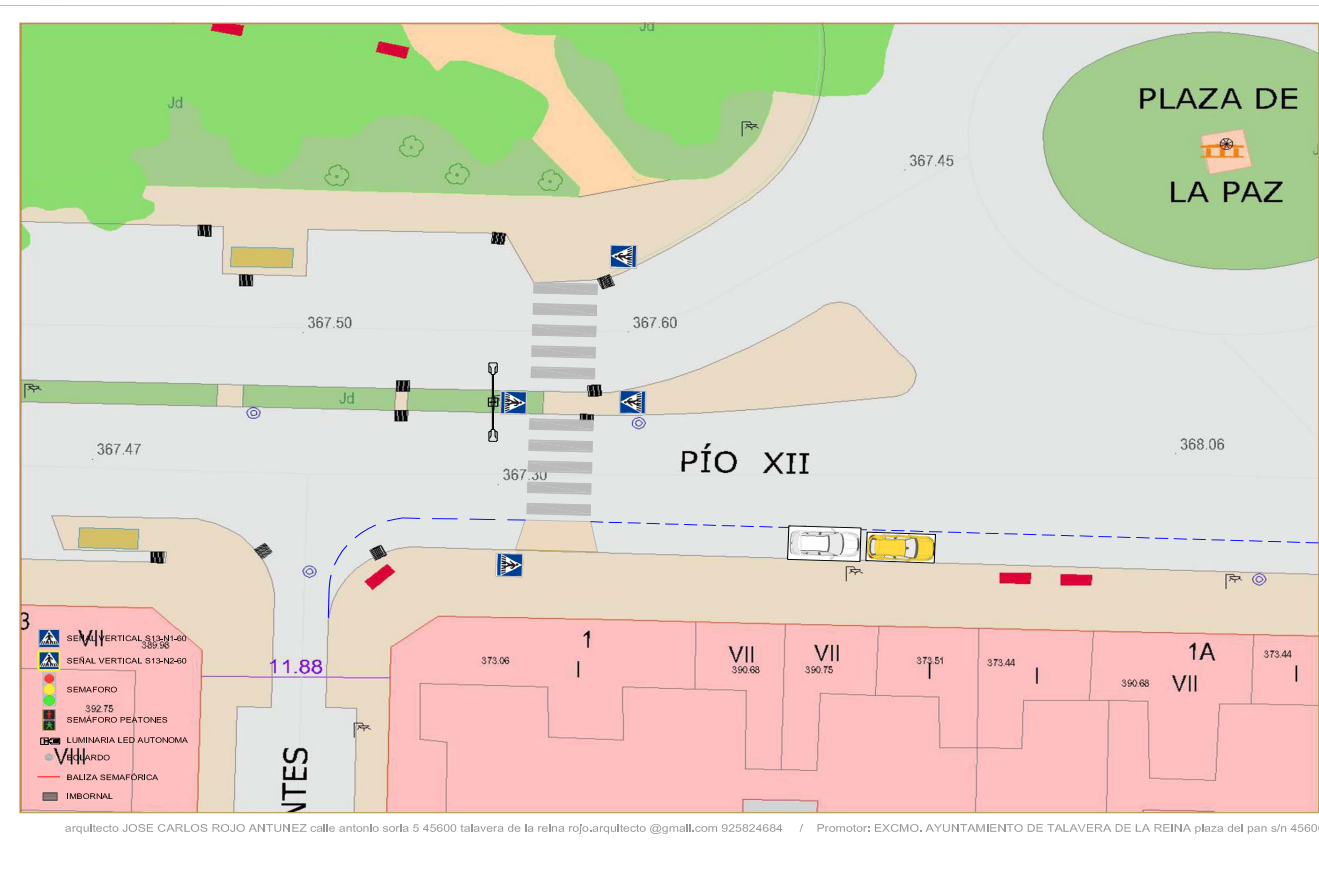 Jd
PLAZA DE
Jd
367.45
LA PAZ
367.50
367.60
Jd
367.47
PÍO XII
368.06
367.30
3
VII
389.98
1
1A
VII
390.68
VII
390.75
373.06
I
373.51
I
373.44
I
390.68
VII
373.44
I
11.88
SEÑAL VERTICAL S13-N1-60
SEÑAL VERTICAL S13-N2-60
SEMAFORO
392.75
SEMÁFORO PEATONES
LUMINARIA LED AUTONOMA
VIII
BOLARDO
BALIZA SEMAFÓRICA
IMBORNAL
NTES
arquitecto JOSE CARLOS ROJO ANTUNEZ calle antonio soria 5 45600 talavera de la reina rojo.arquitecto @gmail.com 925824684 / Promotor: EXCMO. AYUNTAMIENTO DE TALAVERA DE LA REINA plaza del pan s/n 4560